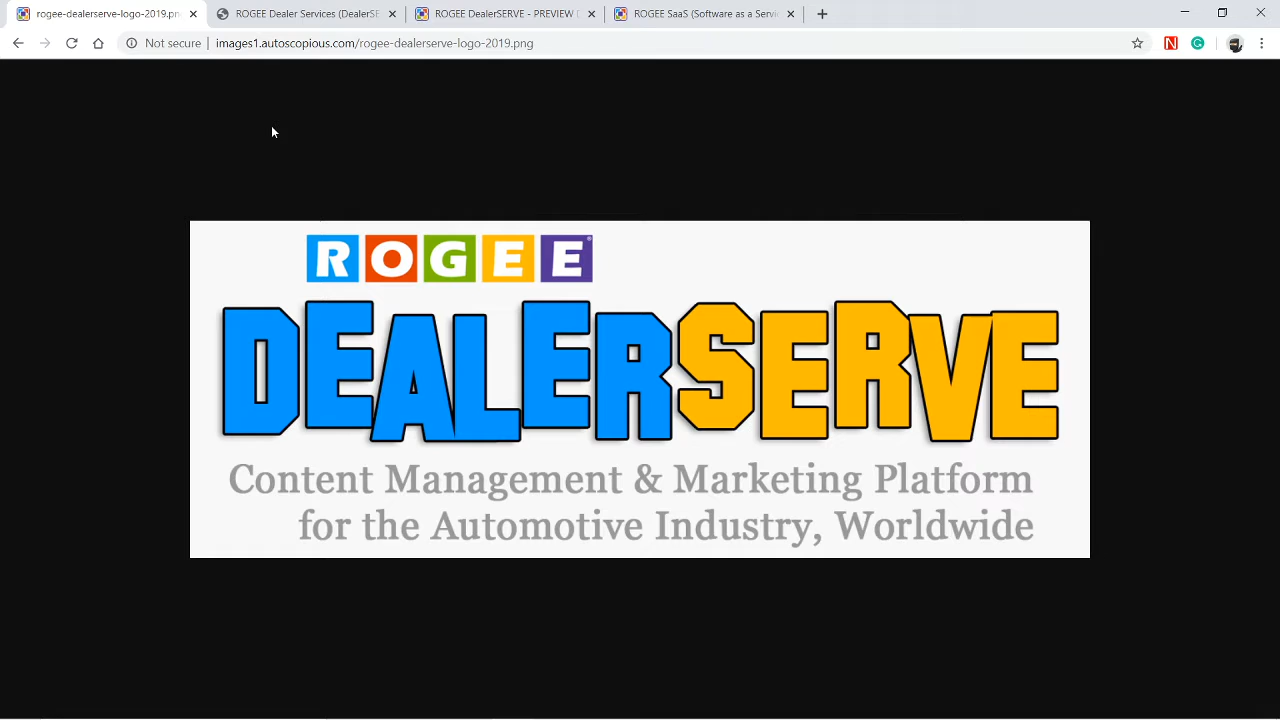 rogee-dealerserve-logo-2019.pn
ROGEE Dealer Services (DealerSE
ROGEE DealerSERVE - PREVIEW D
ROGEE SaaS (Software as a Servic
Not secure
images1.autoscopious.com/rogee-dealerserve-logo-2019.png
ROGEE®
DEALERSERVE
Content Management & Marketing Platform
for the Automotive Industry, Worldwide